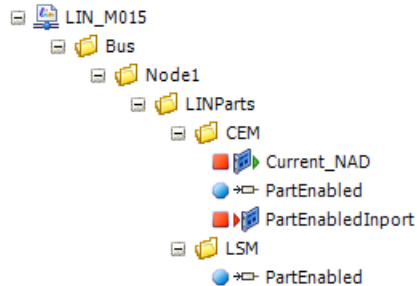 LIN_M015
Bus
Node1
LINParts
CEM
Current_NAD
PartEnabled
PartEnabledInport
LSM
PartEnabled